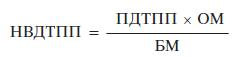 НВДТПП = ПДТПП × ОМ
БМ